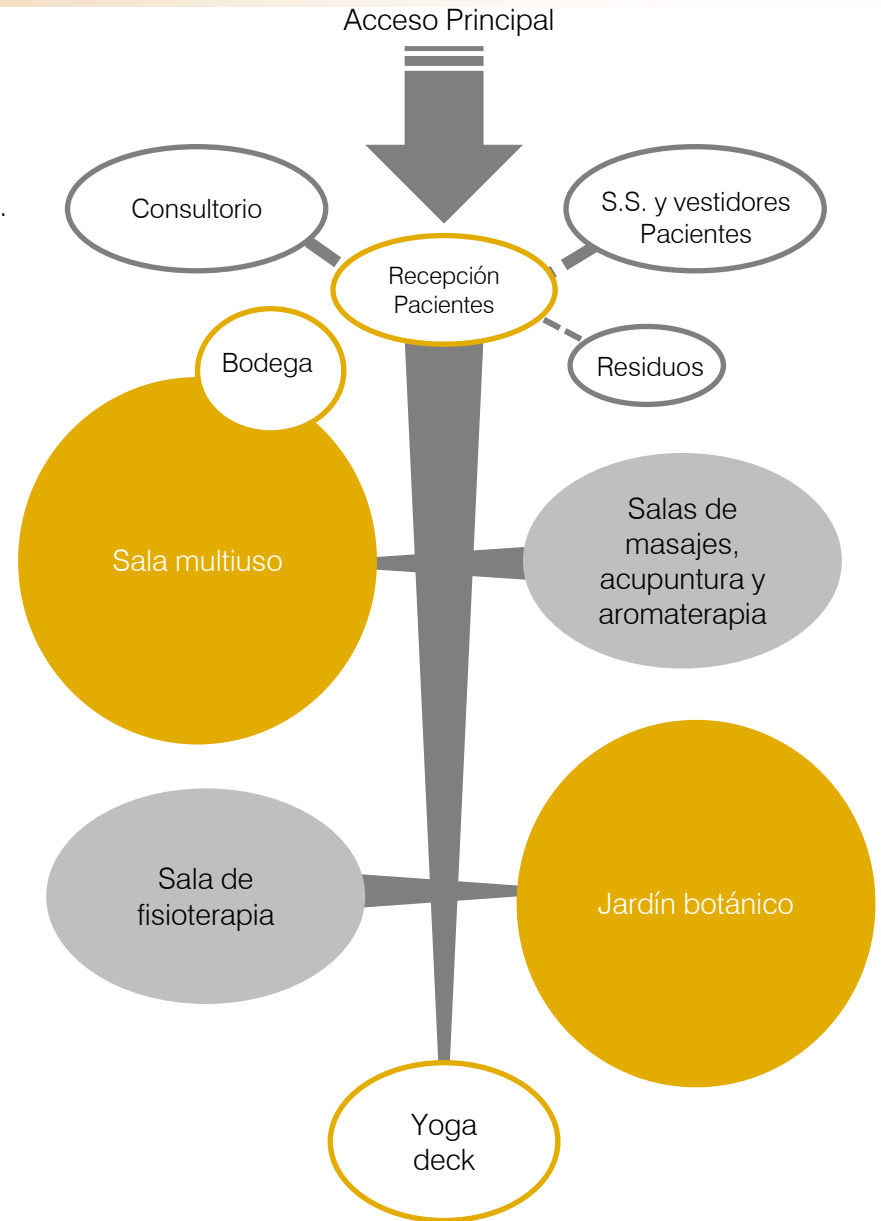 Acceso Principal
Consultorio
S.S. y vestidores
Pacientes
.
Recepción
Pacientes
Bodega
Residuos
Salas de
masajes,
acupuntura y
aromaterapia
Sala multiuso
Sala de
fisioterapia
Jardín botánico
Yoga
deck